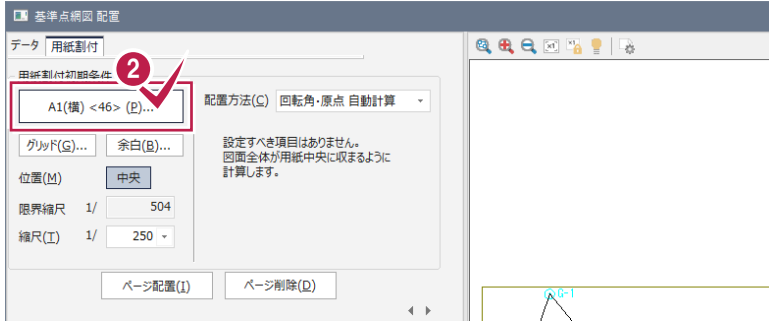 基準点網図 配置
データ 用紙割付
用紙割付初期条件
2
A1(横) <46> (P)...
配置方法(C) 回転角・原点 自動計算
グリッド(G)... 余白(B)...
設定すべき項目はありません。
図面全体が用紙中央に収まるように
計算します。
位置(M) 中央
限界縮尺 1/ 504
縮尺(T) 1/ 250
ページ配置(I) ページ削除(D)
G-1